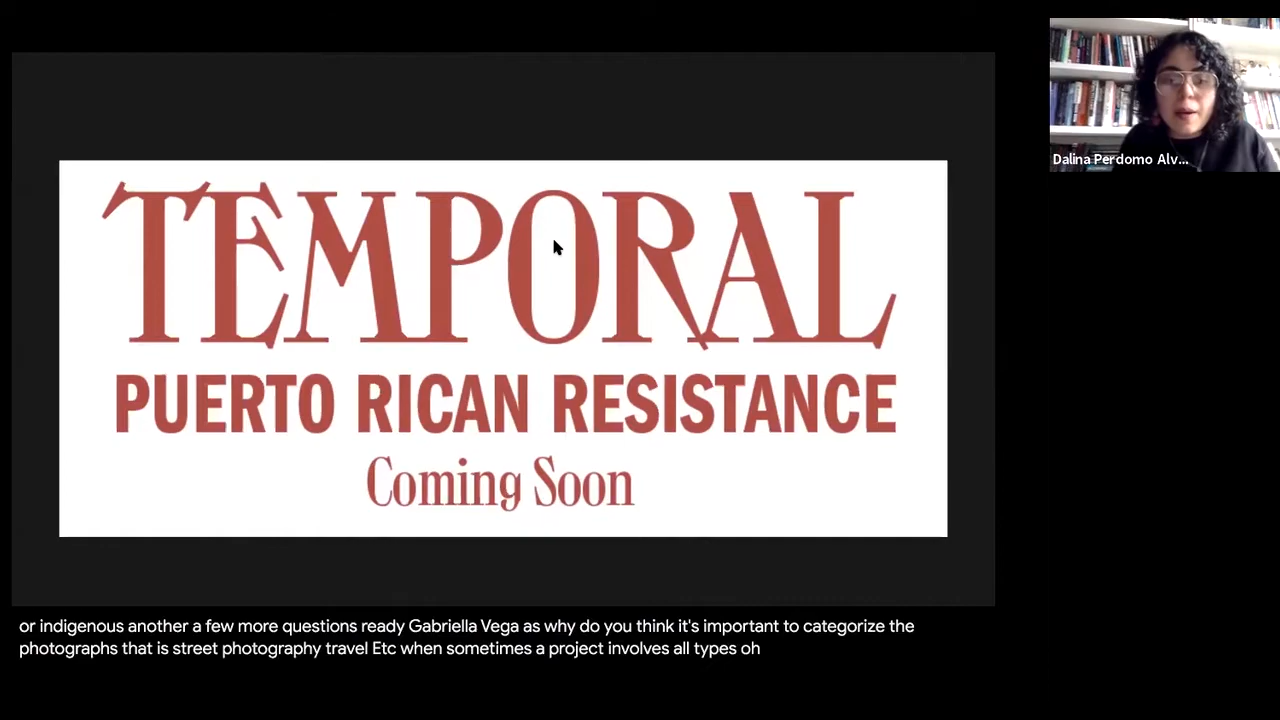 TEMPORAL
PUERTO RICAN RESISTANCE
Coming Soon
Dalina Perdomo Alv...
or indigenous another a few more questions ready Gabriella Vega as why do you think it's important to categorize the
photographs that is street photography travel Etc when sometimes a project involves all types oh